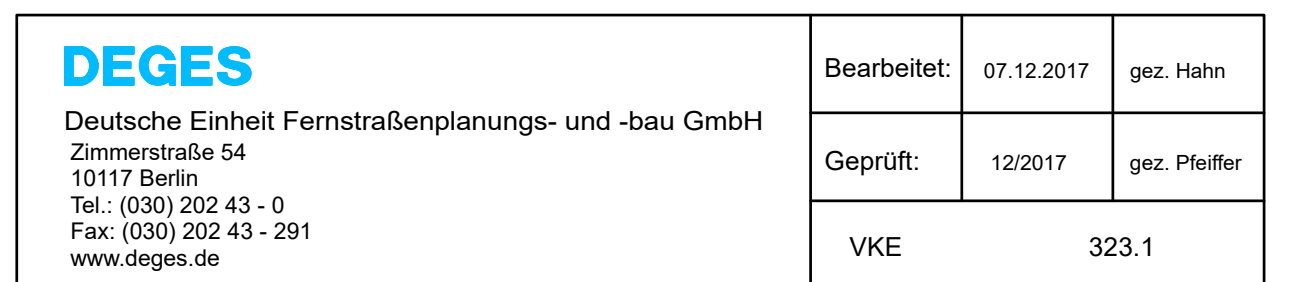 DEGES
Deutsche Einheit Fernstraßenplanungs- und -bau GmbH
Zimmerstraße 54
10117 Berlin
Tel.: (030) 202 43 - 0
Fax: (030) 202 43 - 291
www.deges.de
Bearbeitet: 07.12.2017 gez. Hahn
Geprüft: 12/2017 gez. Pfeiffer
VKE 323.1